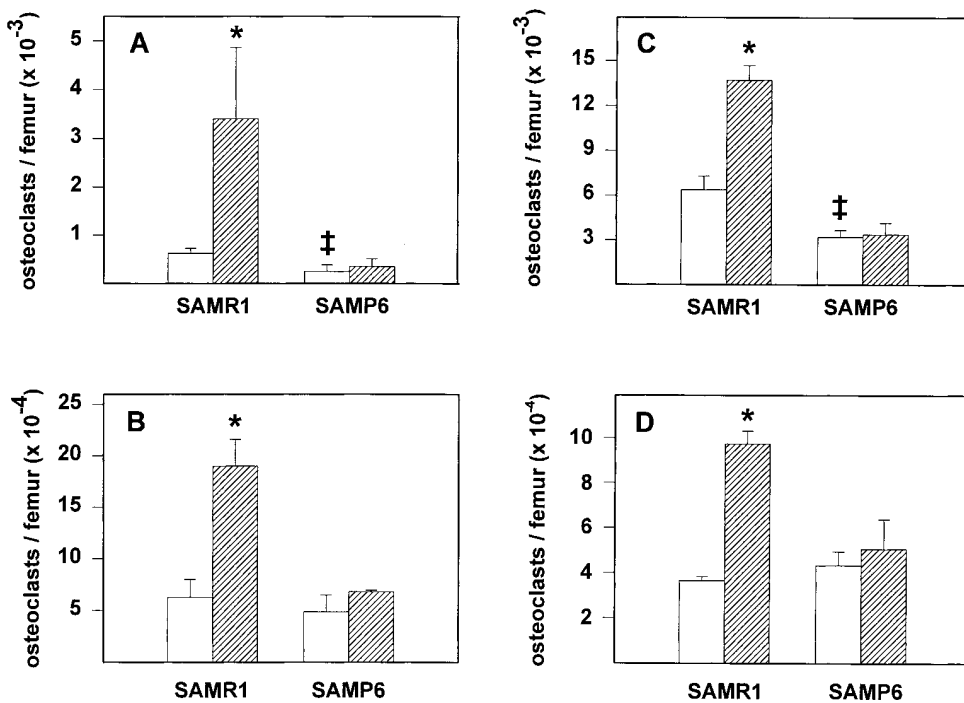 A
osteoclasts / femur (x 10⁻³)
5
4
3
2
1
*
‡
SAMR1 SAMP6
C
osteoclasts / femur (x 10⁻³)
15
12
9
6
3
*
‡
SAMR1 SAMP6
B
osteoclasts / femur (x 10⁻⁴)
25
20
15
10
5
*
SAMR1 SAMP6
D
osteoclasts / femur (x 10⁻⁴)
10
8
6
4
2
*
SAMR1 SAMP6